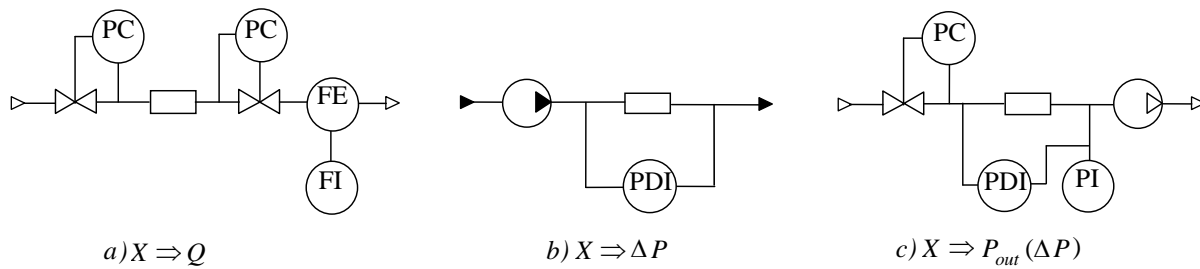 PC PC PC
FE
FI
PDI
PDI PI
a) X ⇒ Q b) X ⇒ ΔP c) X ⇒ P_out (ΔP)